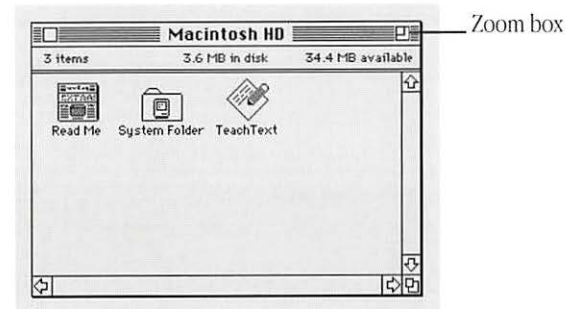 Macintosh HD
Zoom box
3 items 3.6 MB in disk 34.4 MB available
Read Me System Folder TeachText